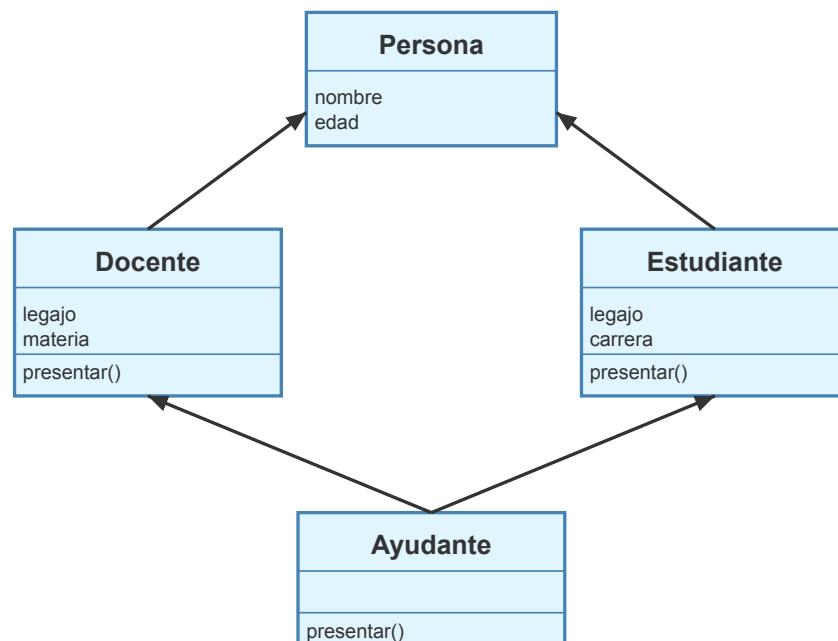 Persona
nombre
edad
Docente
legajo
materia
presentar()
Estudiante
legajo
carrera
presentar()
Ayudante
presentar()